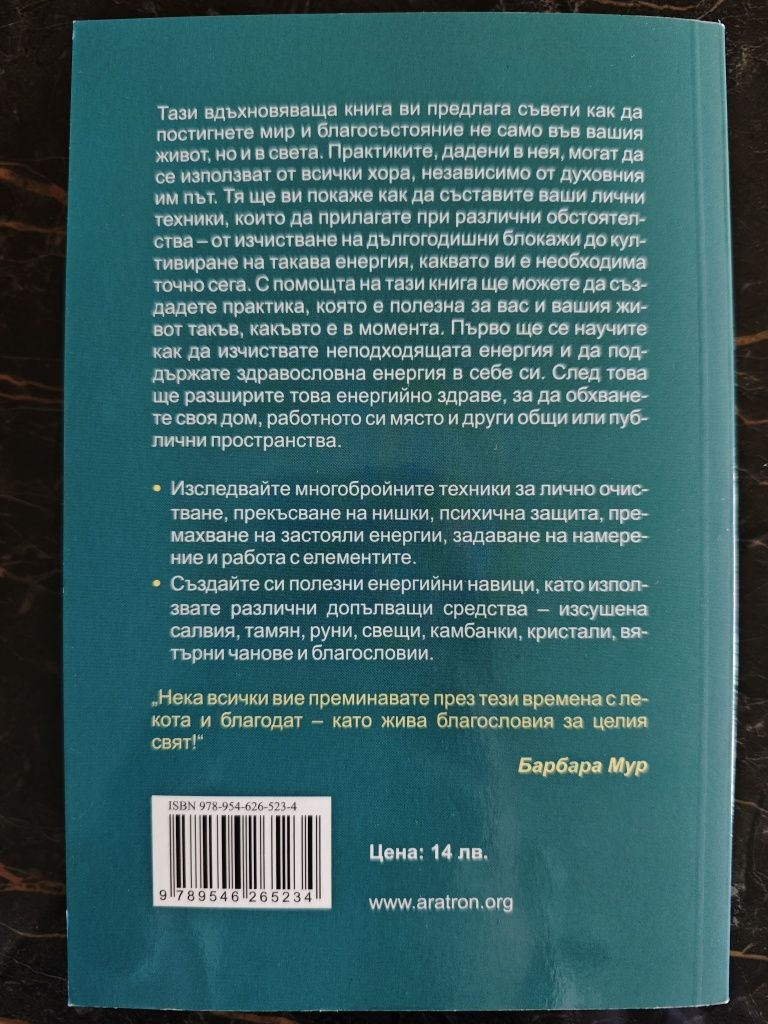 Тази вдъхновяваща книга ви предлага съвети как да
постигнете мир и благосъстояние не само във вашия
живот, но и в света. Практиките, дадени в нея, могат да
се използват от всички хора, независимо от духовния
им път. Тя ще ви покаже как да съставите ваши лични
техники, които да прилагате при различни обстоятел-
ства – от изчистване на дългогодишни блокажи до кул-
тивиране на такава енергия, каквато ви е необходима
точно сега. С помощта на тази книга ще можете да съз-
дадете практика, която е полезна за вас и вашия жи-
вот такъв, какъвто е в момента. Първо ще се научите
как да изчиствате неподходящата енергия и да под-
държате здравословна енергия в себе си. След това
ще разширите това енергийно здраве, за да обхване-
те своя дом, работното си място и други общи или пуб-
лични пространства.
• Изследвайте многобройните техники за лично очис-
тване, прекъсване на нишки, психична защита, пре-
махване на застояли енергии, задаване на намере-
ние и работа с елементите.
• Създайте си полезни енергийни навици, като изпол-
звате различни допълващи средства – изсушена
салвия, тамян, руни, свещи, камбанки, кристали, вя-
търни чанове и благословии.
„Нека всички вие преминавате през тези времена с ле-
кота и благодат – като жива благословия за целия
свят!“
Барбара Мур
ISBN 978-954-626-523-4
9 789546 265234
Цена: 14 лв.
www.aratron.org